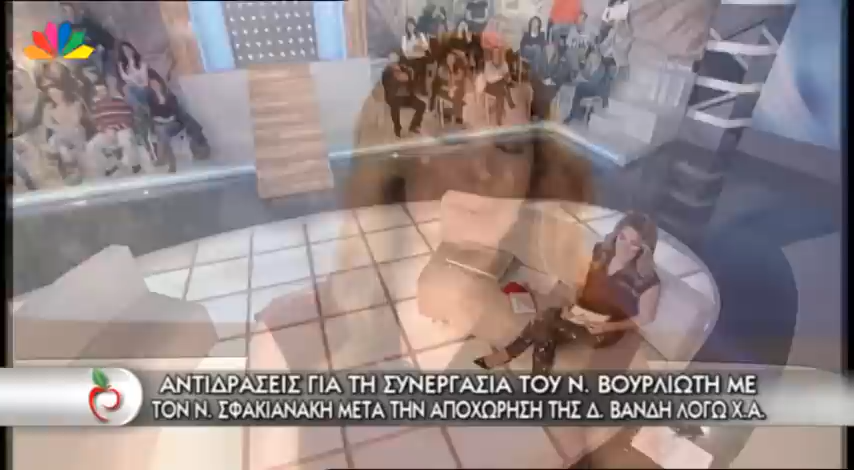 ΑΝΤΙΔΡΑΣΕΙΣ ΓΙΑ ΤΗ ΣΥΝΕΡΓΑΣΙΑ ΤΟΥ Ν. ΒΟΥΡΛΙΩΤΗ ΜΕ
ΤΟΝ Ν. ΣΦΑΚΙΑΝΑΚΗ ΜΕΤΑ ΤΗΝ ΑΠΟΧΩΡΗΣΗ ΤΗΣ Δ. ΒΑΝΔΗ ΛΟΓΩ Χ.Α.